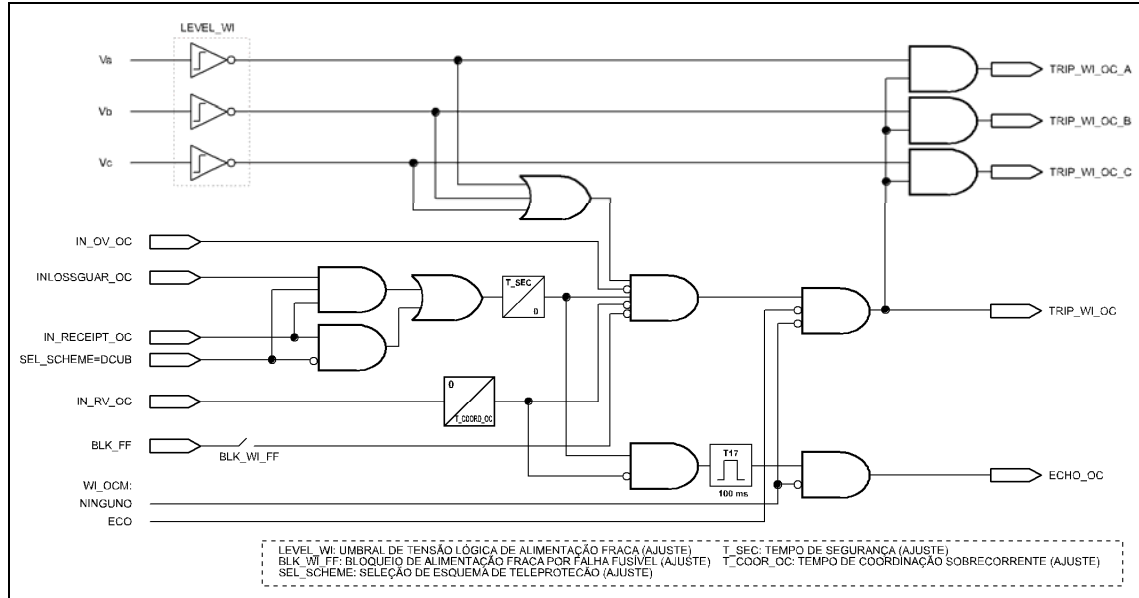 LEVEL_WI
Va
TRIP_WI_OC_A
Vb
TRIP_WI_OC_B
Vc
TRIP_WI_OC_C
IN_OV_OC
INLOSSGUAR_OC
T_SEC
0
IN_RECEIPT_OC
TRIP_WI_OC
SEL_SCHEME=DCUB
IN_RV_OC
0
T_COORD_OC
BLK_FF
BLK_WI_FF
T17
100 ms
ECHO_OC
WI_OCM:
NINGUNO
ECO
LEVEL_WI: UMBRAL DE TENSÃO LÓGICA DE ALIMENTAÇÃO FRACA (AJUSTE) T_SEC: TEMPO DE SEGURANÇA (AJUSTE)
BLK_WI_FF: BLOQUEIO DE ALIMENTAÇÃO FRACA POR FALHA FUSÍVEL (AJUSTE) T_COOR_OC: TEMPO DE COORDINAÇÃO SOBRECORRENTE (AJUSTE)
SEL_SCHEME: SELEÇÃO DE ESQUEMA DE TELEPROTECÃO (AJUSTE)